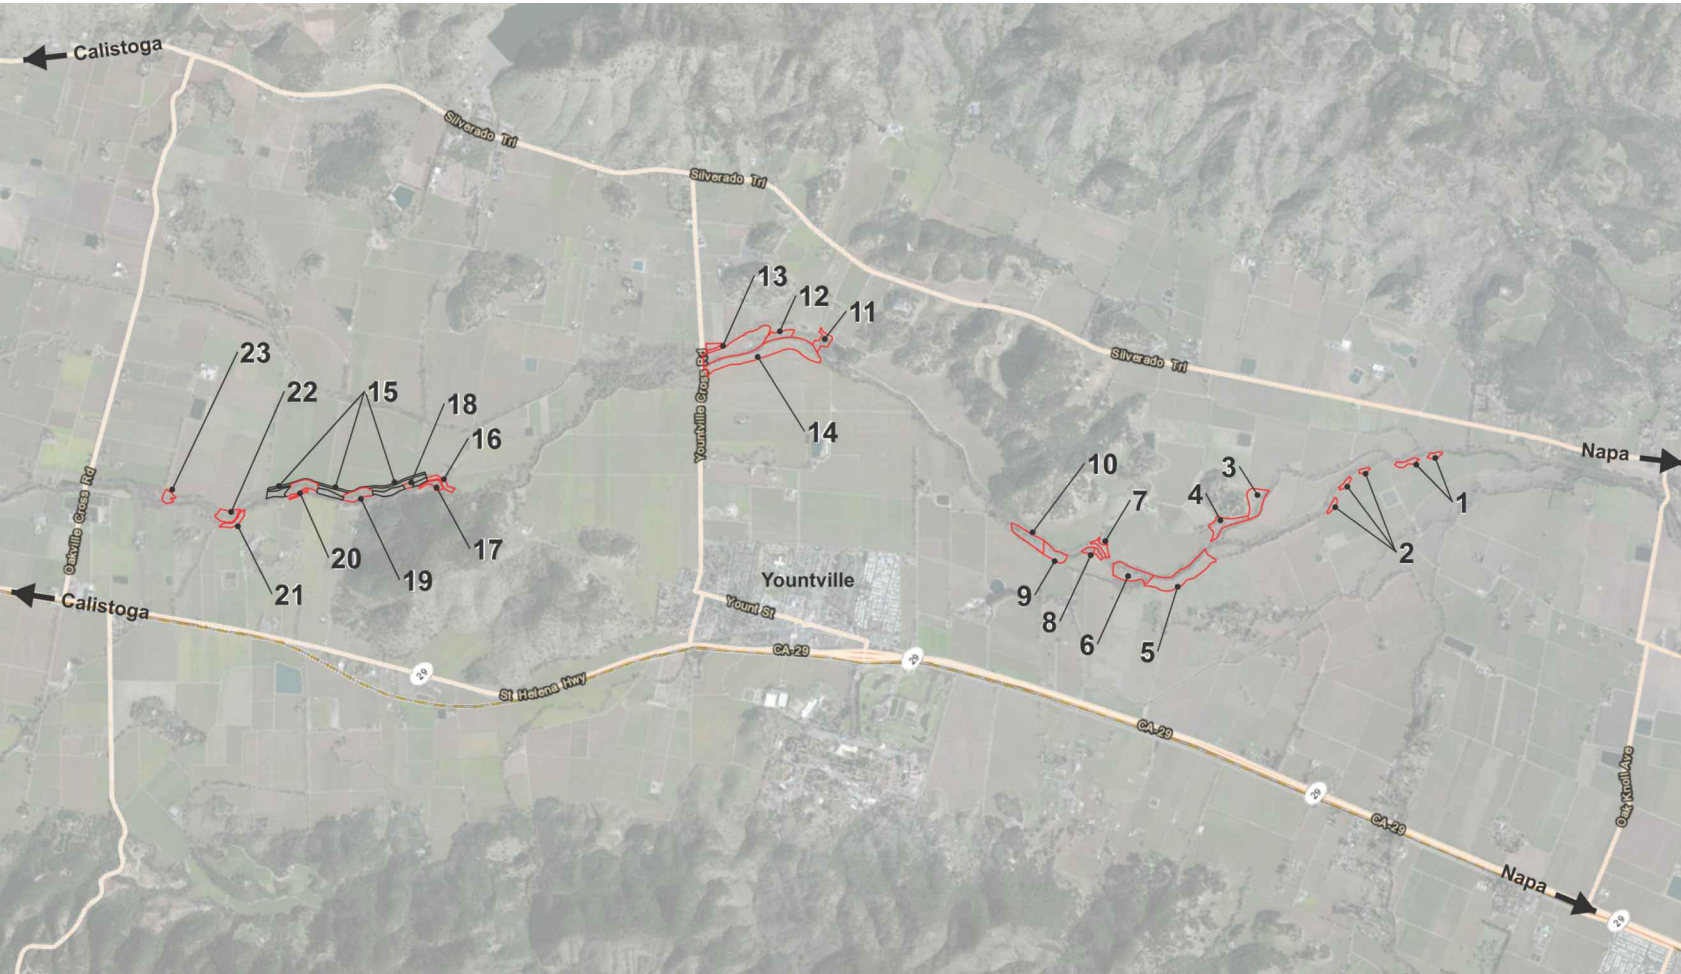 Calistoga
Silverado Trl
Silverado Trl
13
12
11
23
22
15
18
16
14
Silverado Trl
Yountville Cross Rd
Napa
10
3
7
4
1
2
Oakville Cross Rd
20
19
17
21
Calistoga
Yountville
9
8
6
5
Yount St
CA-29
29
29
St Helena Hwy
CA-29
29
CA-29
Oak Knoll Ave
Napa
29